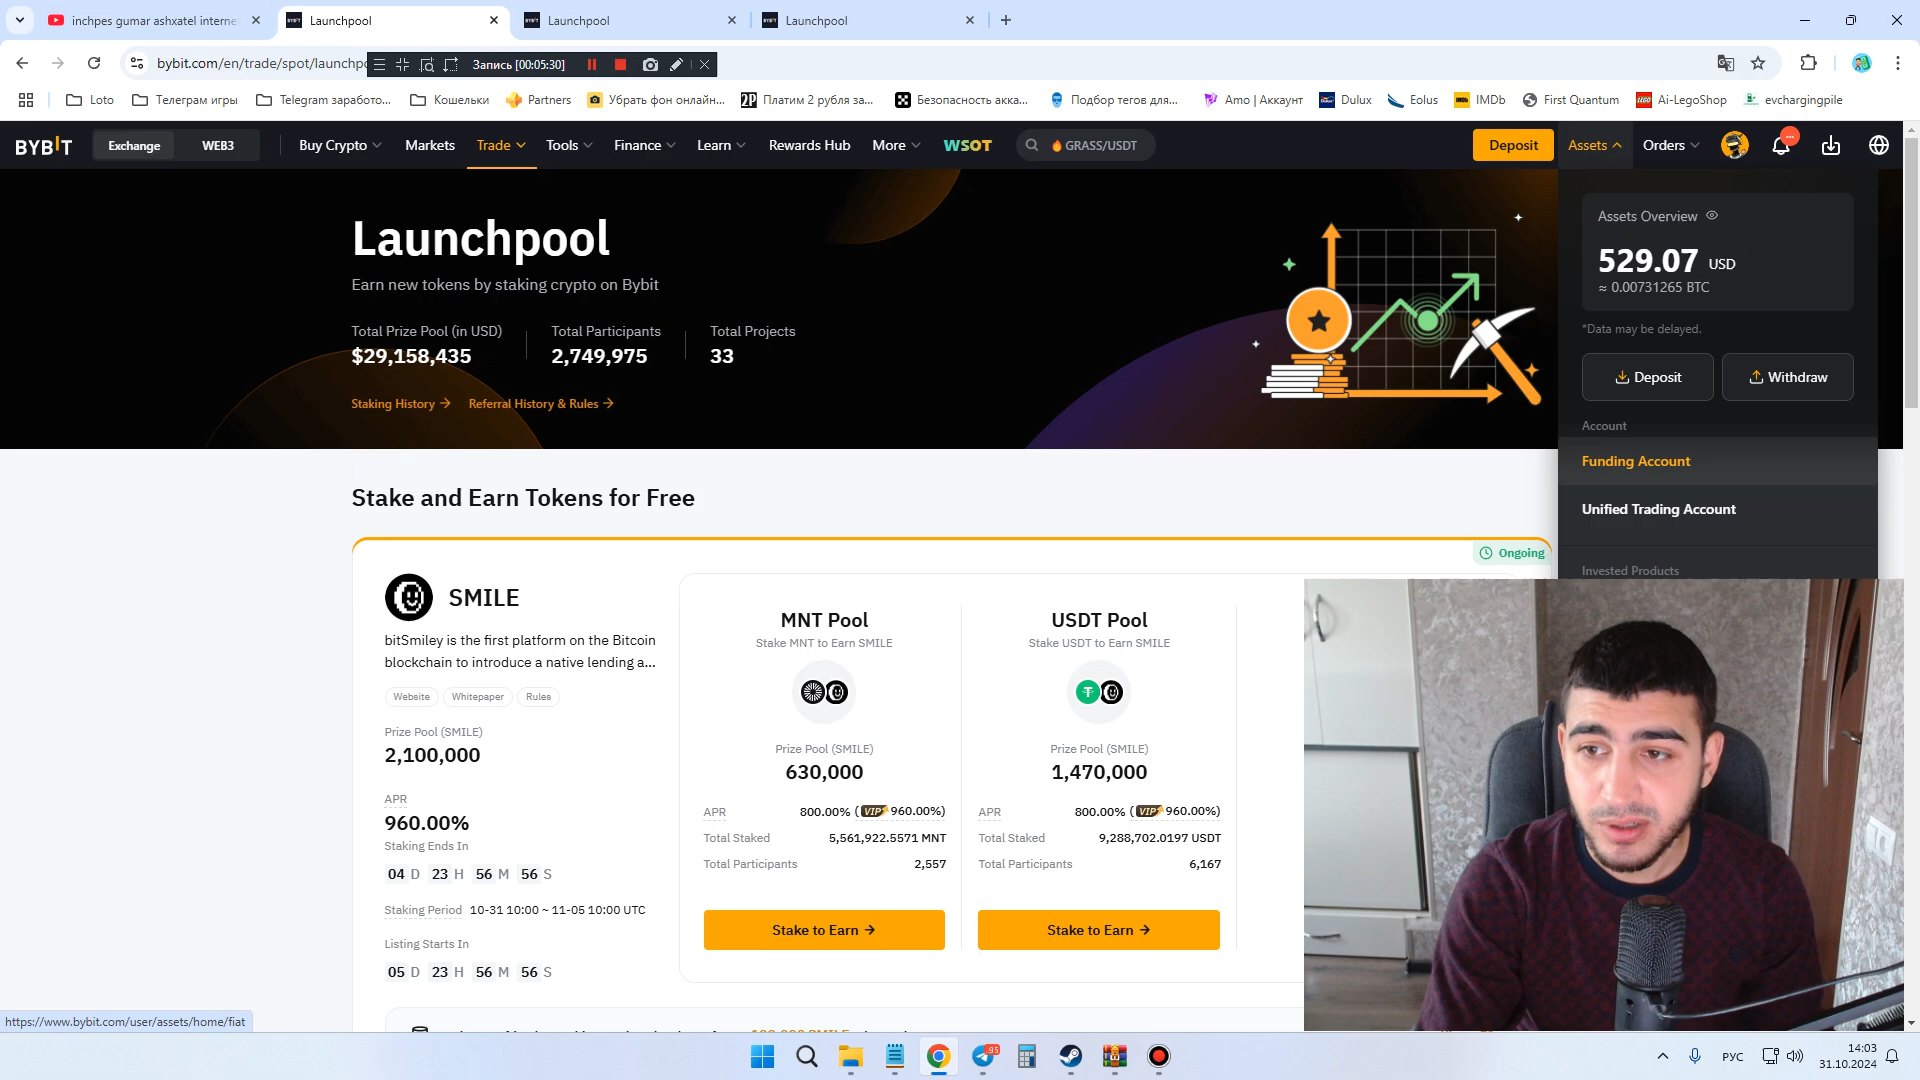 inchpes gumar ashxatel interne
Launchpool
Launchpool
Launchpool
bybit.com/en/trade/spot/launchpo
Запись [00:05:30]
Loto
Телеграм игры
Telegram заработо...
Кошельки
Partners
Убрать фон онлайн...
2P
Платим 2 рубля за...
Безопасность акка...
Подбор тегов для...
Amo | Аккаунт
Dulux
Eolus
IMDb
First Quantum
Ai-LegoShop
evchargingpile
BYBIT
Exchange
WEB3
Buy Crypto
Markets
Trade
Tools
Finance
Learn
Rewards Hub
More
WSOT
GRASS/USDT
Deposit
Assets
Orders
Launchpool
Earn new tokens by staking crypto on Bybit
Total Prize Pool (in USD)
Total Participants
Total Projects
$29,158,435
2,749,975
33
Staking History →
Referral History & Rules →
Assets Overview
529.07 USD
≈ 0.00731265 BTC
*Data may be delayed.
Deposit
Withdraw
Account
Funding Account
Unified Trading Account
Invested Products
Stake and Earn Tokens for Free
Ongoing
SMILE
bitSmiley is the first platform on the Bitcoin
blockchain to introduce a native lending a...
Website
Whitepaper
Rules
Prize Pool (SMILE)
2,100,000
APR
960.00%
Staking Ends In
04 D 23 H 56 M 56 S
Staking Period 10-31 10:00 ~ 11-05 10:00 UTC
Listing Starts In
05 D 23 H 56 M 56 S
MNT Pool
Stake MNT to Earn SMILE
Prize Pool (SMILE)
630,000
APR 800.00% (VIP 960.00%)
Total Staked 5,561,922.5571 MNT
Total Participants 2,557
Stake to Earn →
USDT Pool
Stake USDT to Earn SMILE
Prize Pool (SMILE)
1,470,000
APR 800.00% (VIP 960.00%)
Total Staked 9,288,702.0197 USDT
Total Participants 6,167
Stake to Earn →
https://www.bybit.com/user/assets/home/fiat
95
РУС
14:03
31.10.2024